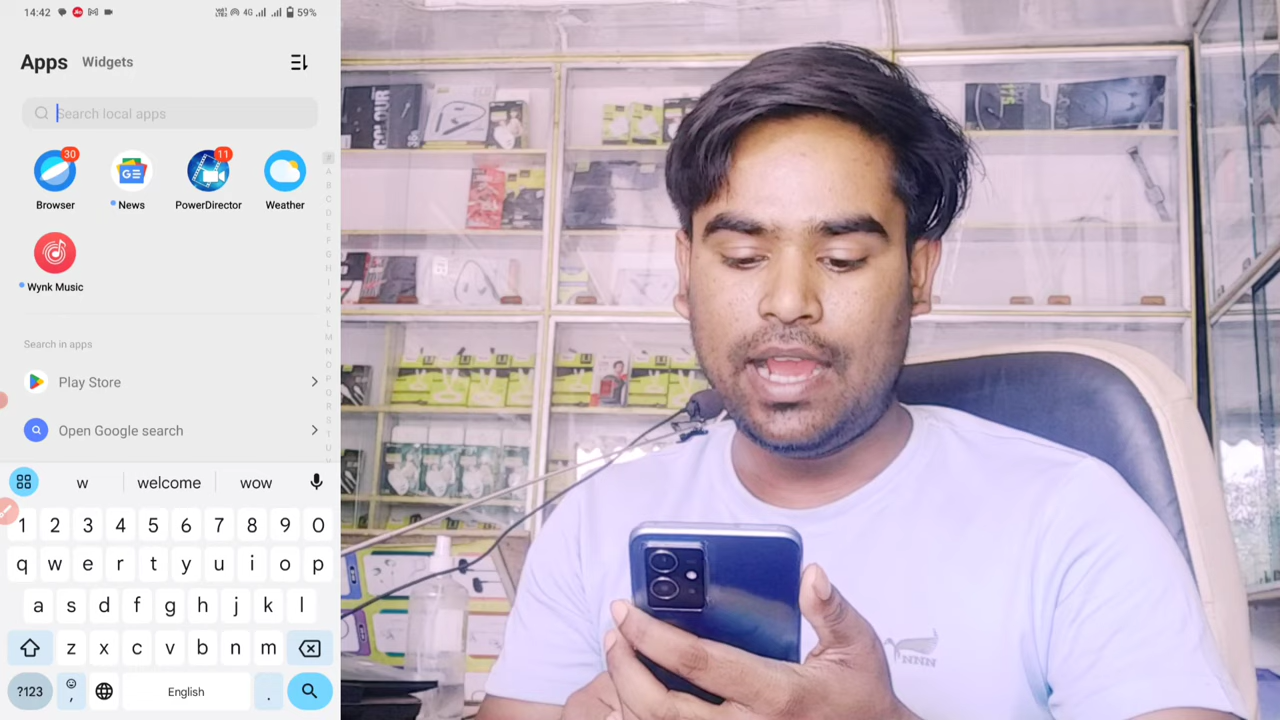 14:42 4G 59%
Apps Widgets
Search local apps
30 11
Browser News PowerDirector Weather
Wynk Music
Search in apps
Play Store
Open Google search
w welcome wow
1 2 3 4 5 6 7 8 9 0
q w e r t y u i o p
a s d f g h j k l
z x c v b n m
?123 , English .
COLOUR